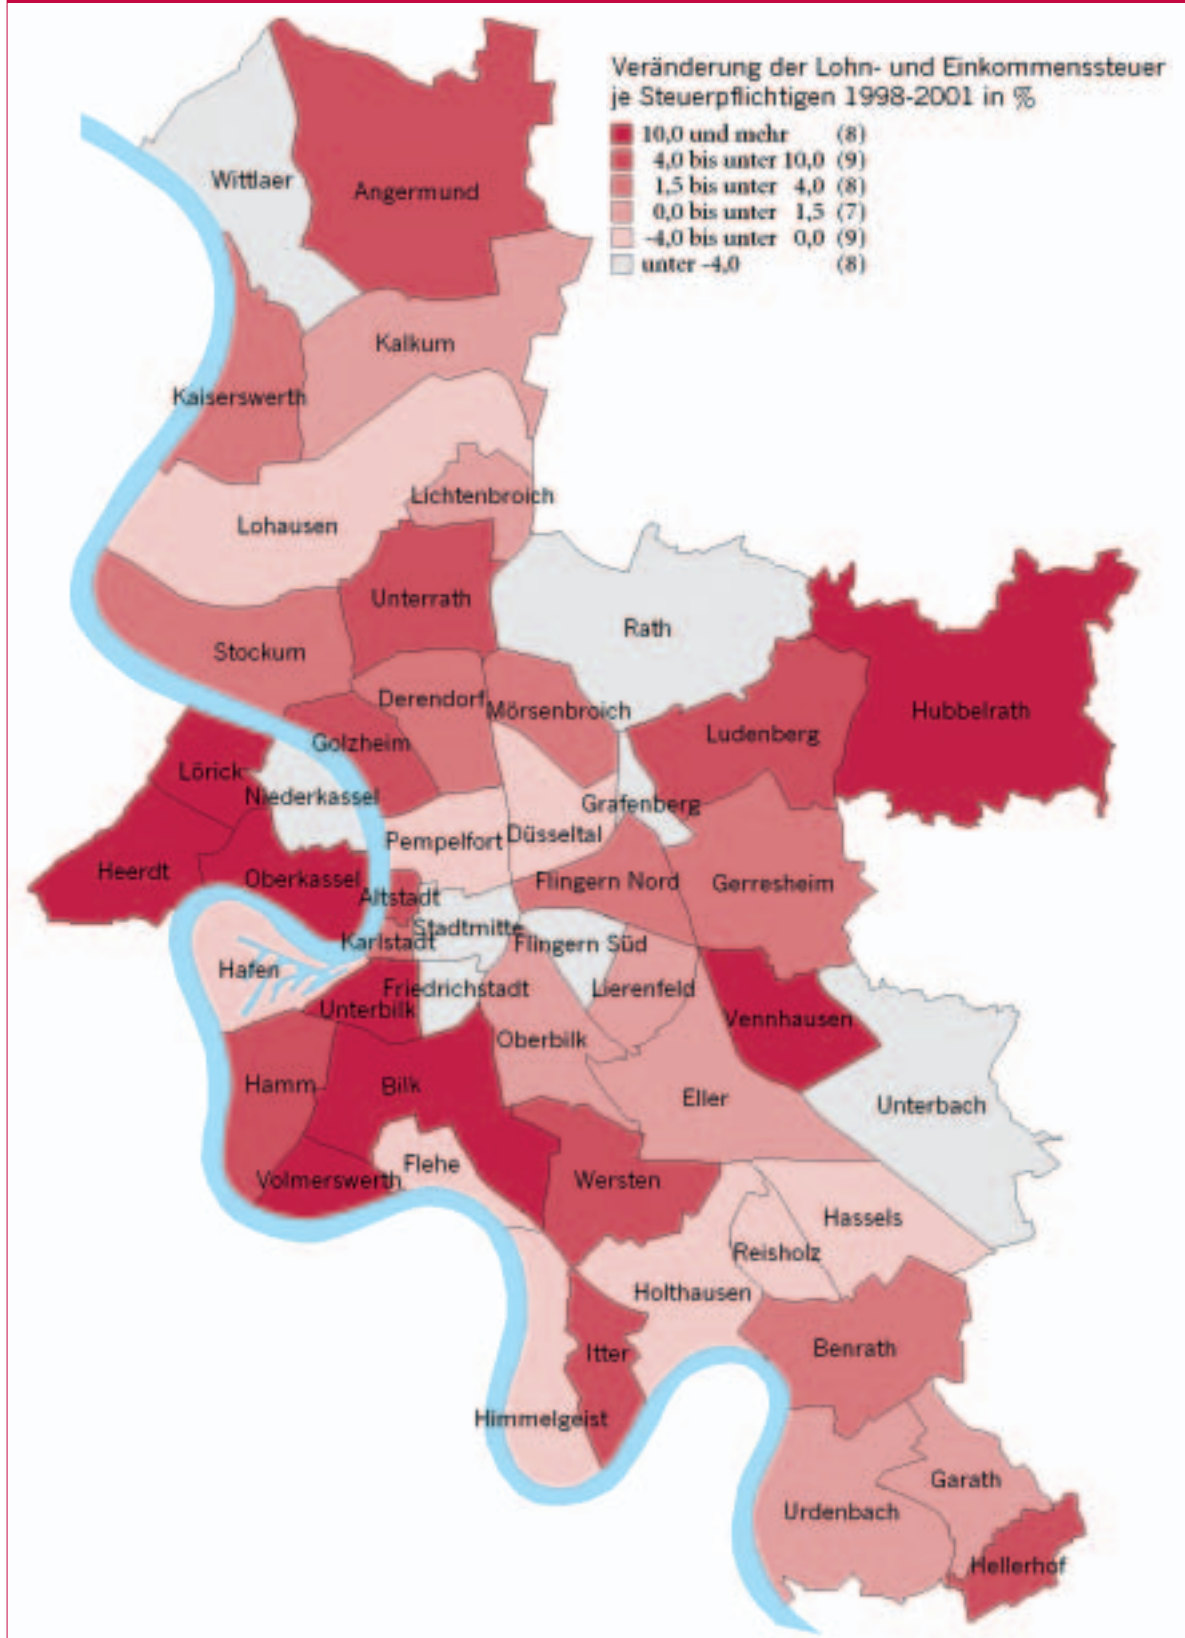 Veränderung der Lohn- und Einkommenssteuer
je Steuerpflichtigen 1998-2001 in %
10,0 und mehr (8)
4,0 bis unter 10,0 (9)
1,5 bis unter 4,0 (8)
0,0 bis unter 1,5 (7)
-4,0 bis unter 0,0 (9)
unter -4,0 (8)
Wittlaer
Angermund
Kalkum
Kaiserswerth
Lichtenbroich
Lohausen
Unterrath
Rath
Stockum
Derendorf
Mörsenbroich
Hubbelrath
Ludenberg
Golzheim
Lörick
Niederkassel
Grafenberg
Düsseltal
Pempelfort
Heerdt
Oberkassel
Flingern Nord
Gerresheim
Altstadt
Stadtmitte
Karlstadt
Flingern Süd
Hafen
Friedrichstadt
Lierenfeld
Unterbilk
Vennhausen
Oberbilk
Hamm
Bilk
Eller
Unterbach
Flehe
Volmerswerth
Wersten
Hassels
Reisholz
Holthausen
Benrath
Itter
Himmelgeist
Garath
Urdenbach
Hellerhof